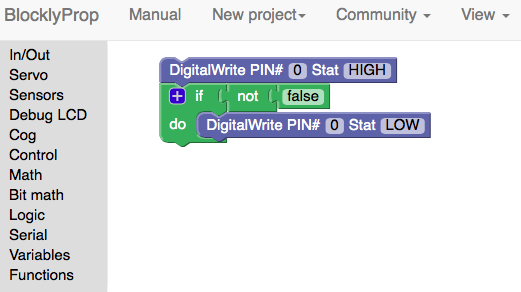 BlocklyProp Manual New project Community View
In/Out
Servo
Sensors
Debug LCD
Cog
Control
Math
Bit math
Logic
Serial
Variables
Functions
DigitalWrite PIN# 0 Stat HIGH
if not false
do DigitalWrite PIN# 0 Stat LOW